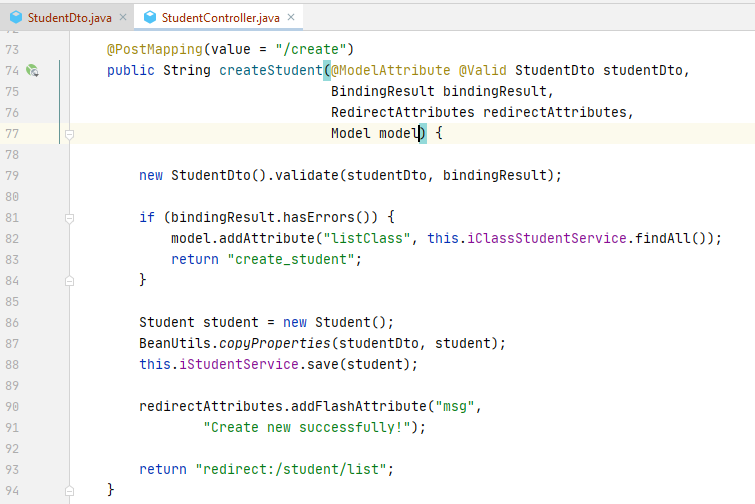 StudentDto.java × StudentController.java ×
73 @PostMapping(value = "/create")
74 public String createStudent(@ModelAttribute @Valid StudentDto studentDto,
75 BindingResult bindingResult,
76 RedirectAttributes redirectAttributes,
77 Model model) {
78
79 new StudentDto().validate(studentDto, bindingResult);
80
81 if (bindingResult.hasErrors()) {
82 model.addAttribute("listClass", this.iClassStudentService.findAll());
83 return "create_student";
84 }
85
86 Student student = new Student();
87 BeanUtils.copyProperties(studentDto, student);
88 this.iStudentService.save(student);
89
90 redirectAttributes.addFlashAttribute("msg",
91 "Create new successfully!");
92
93 return "redirect:/student/list";
94 }